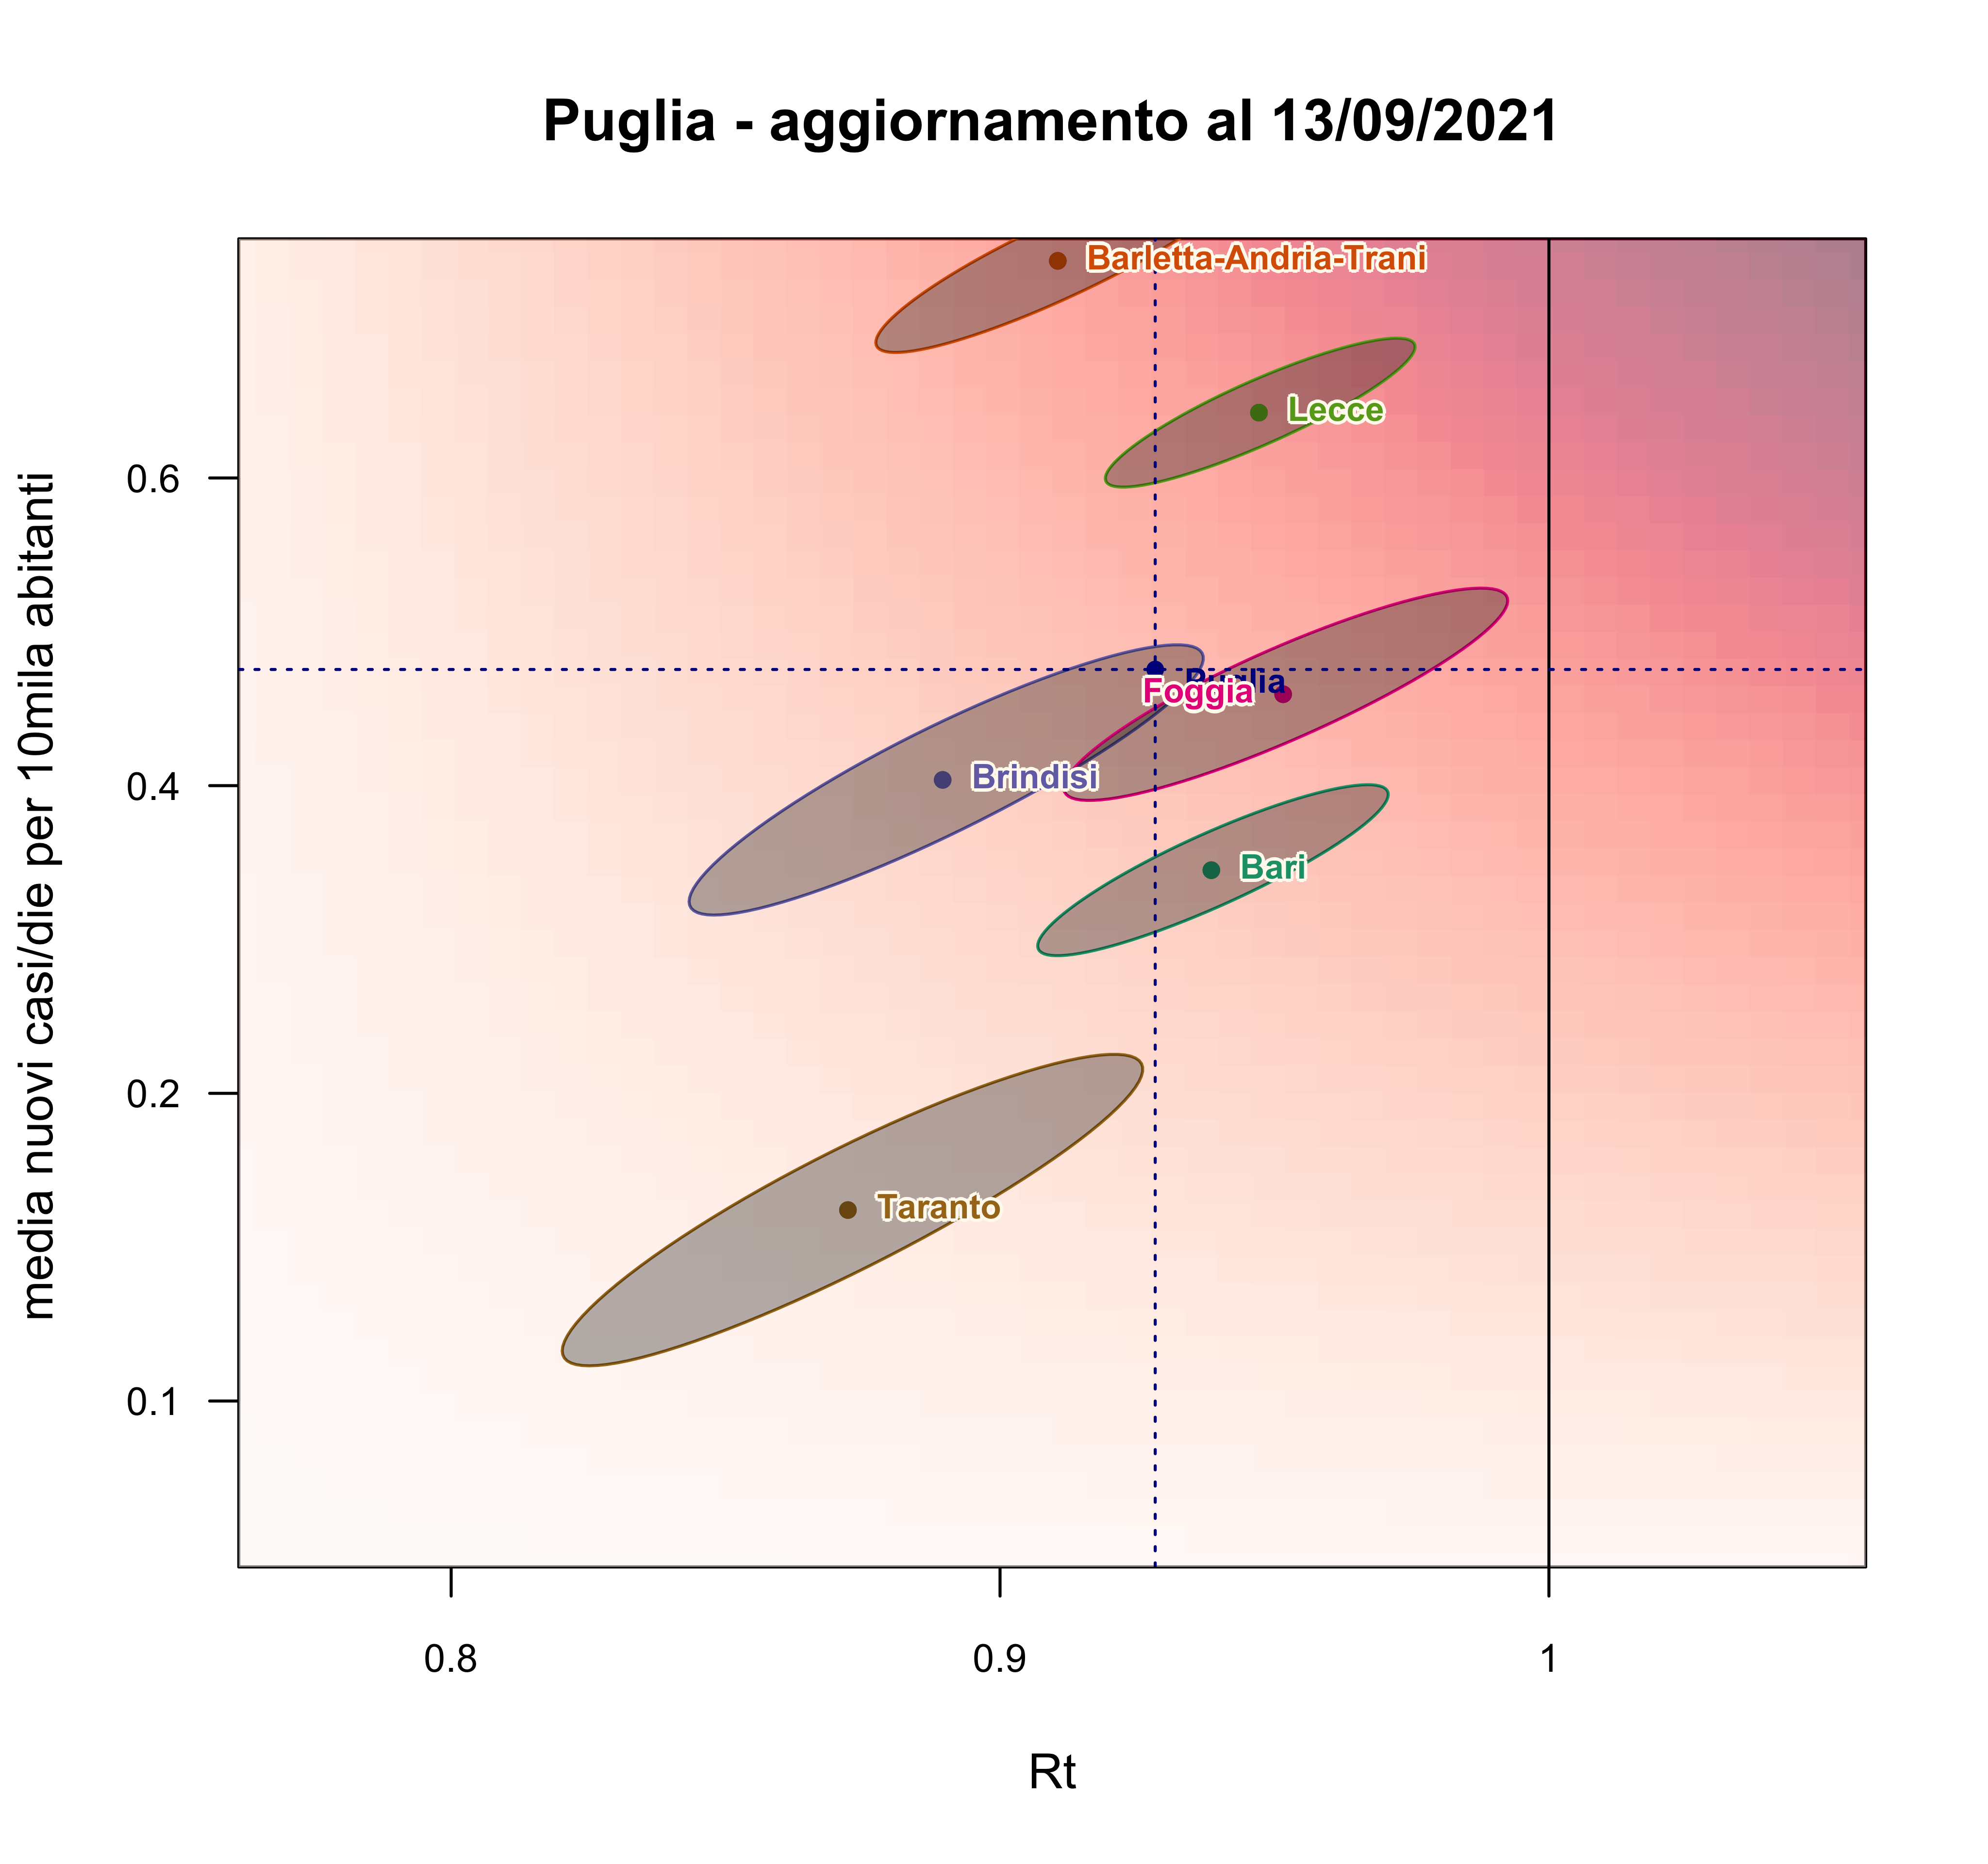 Puglia - aggiornamento al 13/09/2021
media nuovi casi/die per 10mila abitanti
0.6
0.4
0.2
0.1
Barletta-Andria-Trani
Lecce
Puglia
Foggia
Brindisi
Bari
Taranto
0.8
0.9
1
Rt